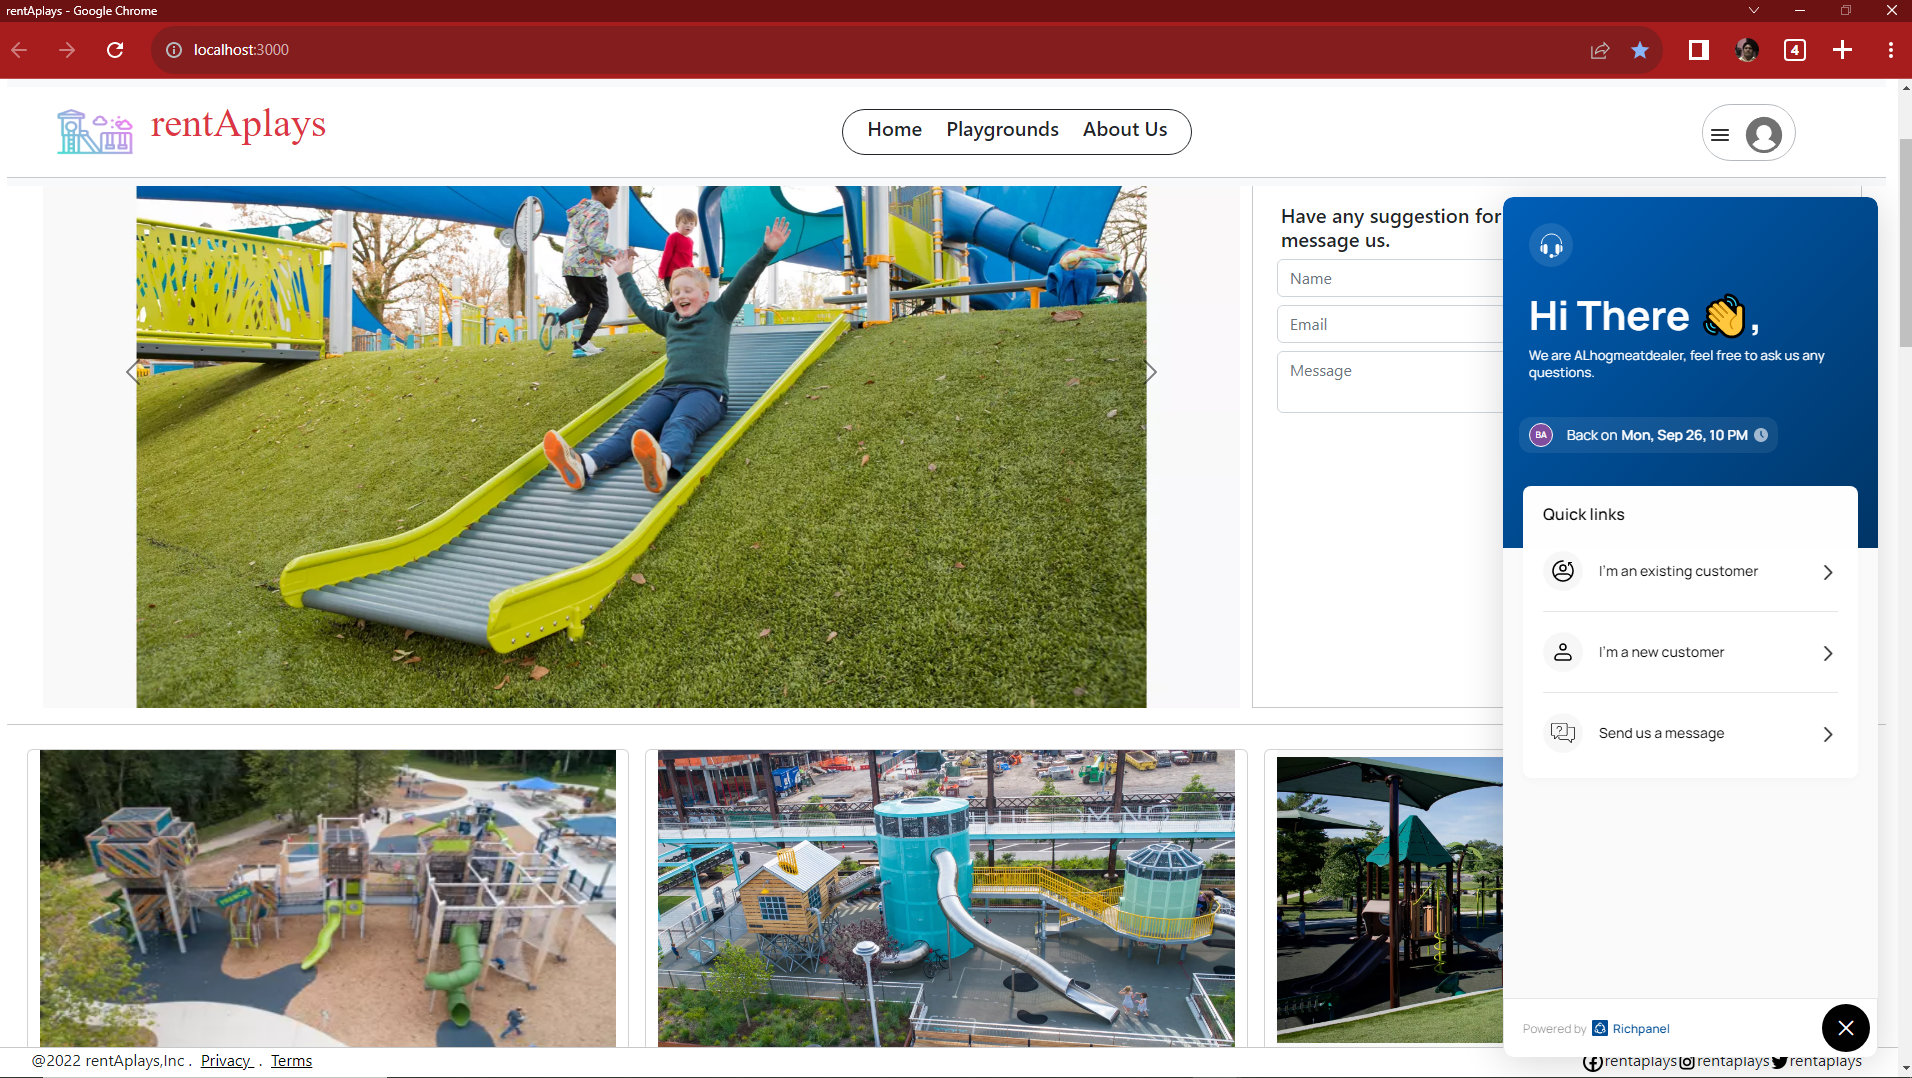 rentAplays - Google Chrome
localhost:3000
4
rentAplays
Home Playgrounds About Us
Have any suggestion for
message us.
Name
Email
Message
Hi There 👋,
We are ALhogmeatdealer, feel free to ask us any
questions.
BA Back on Mon, Sep 26, 10 PM
Quick links
I'm an existing customer
I'm a new customer
Send us a message
Powered by Richpanel
@2022 rentAplays,Inc . Privacy . Terms
rentaplays rentaplays rentaplays